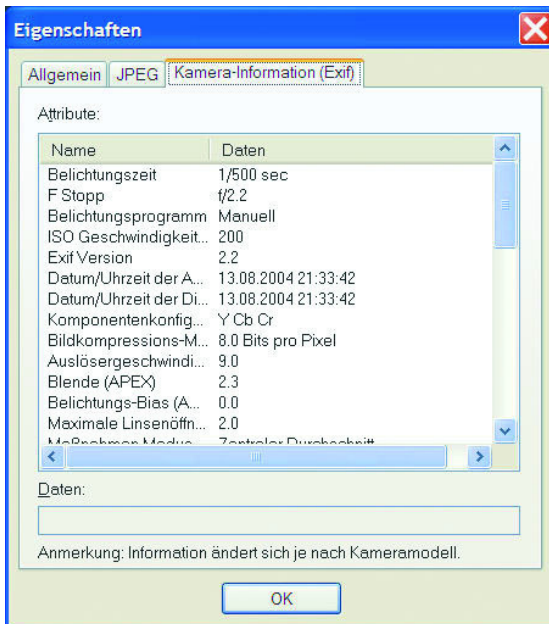 Eigenschaften
Allgemein JPEG Kamera-Information (Exif)
Attribute:
Name Daten
Belichtungszeit 1/500 sec
F Stopp f/2.2
Belichtungsprogramm Manuell
ISO Geschwindigkeit... 200
Exif Version 2.2
Datum/Uhrzeit der A... 13.08.2004 21:33:42
Datum/Uhrzeit der Di... 13.08.2004 21:33:42
Komponentenkonfig... Y Cb Cr
Bildkompressions-M... 8.0 Bits pro Pixel
Auslösergeschwindi... 9.0
Blende (APEX) 2.3
Belichtungs-Bias (A... 0.0
Maximale Linsenöffn... 2.0
Maßnahmen Modus Zentraler Durchschnitt
Daten:
Anmerkung: Information ändert sich je nach Kameramodell.
OK